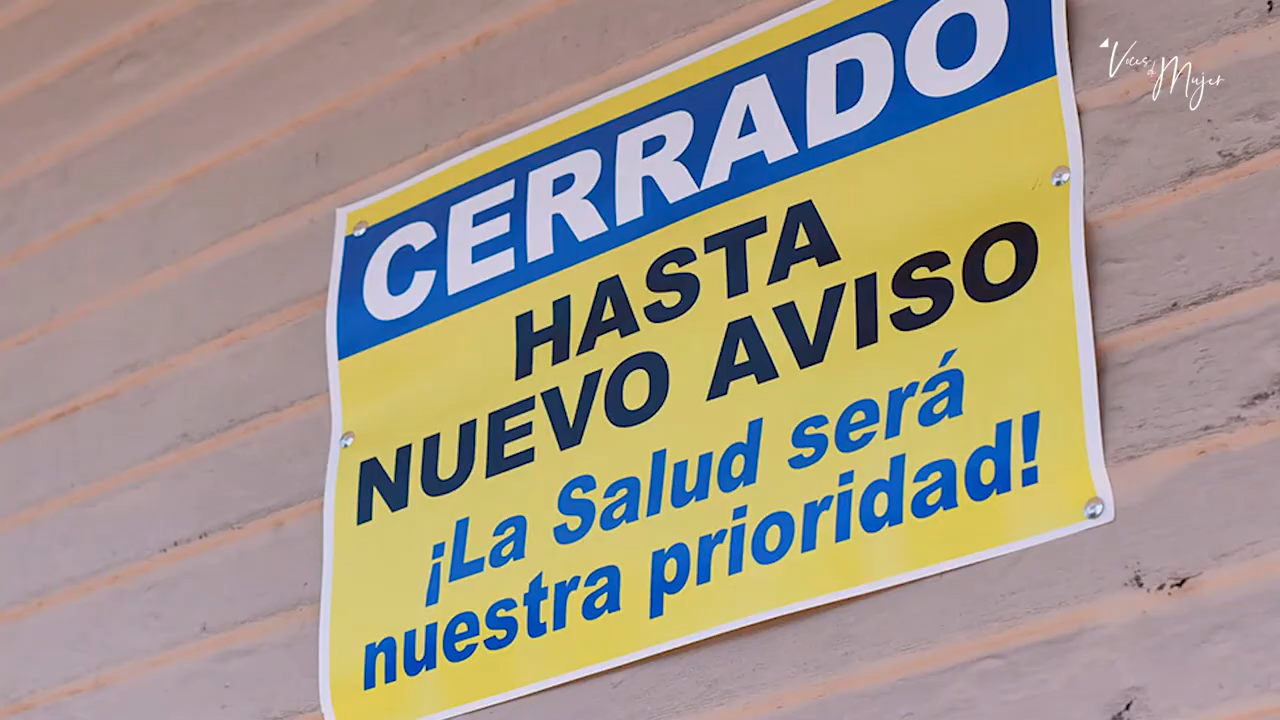 Voces de Mujer
CERRADO
HASTA
NUEVO AVISO
¡La Salud será
nuestra prioridad!